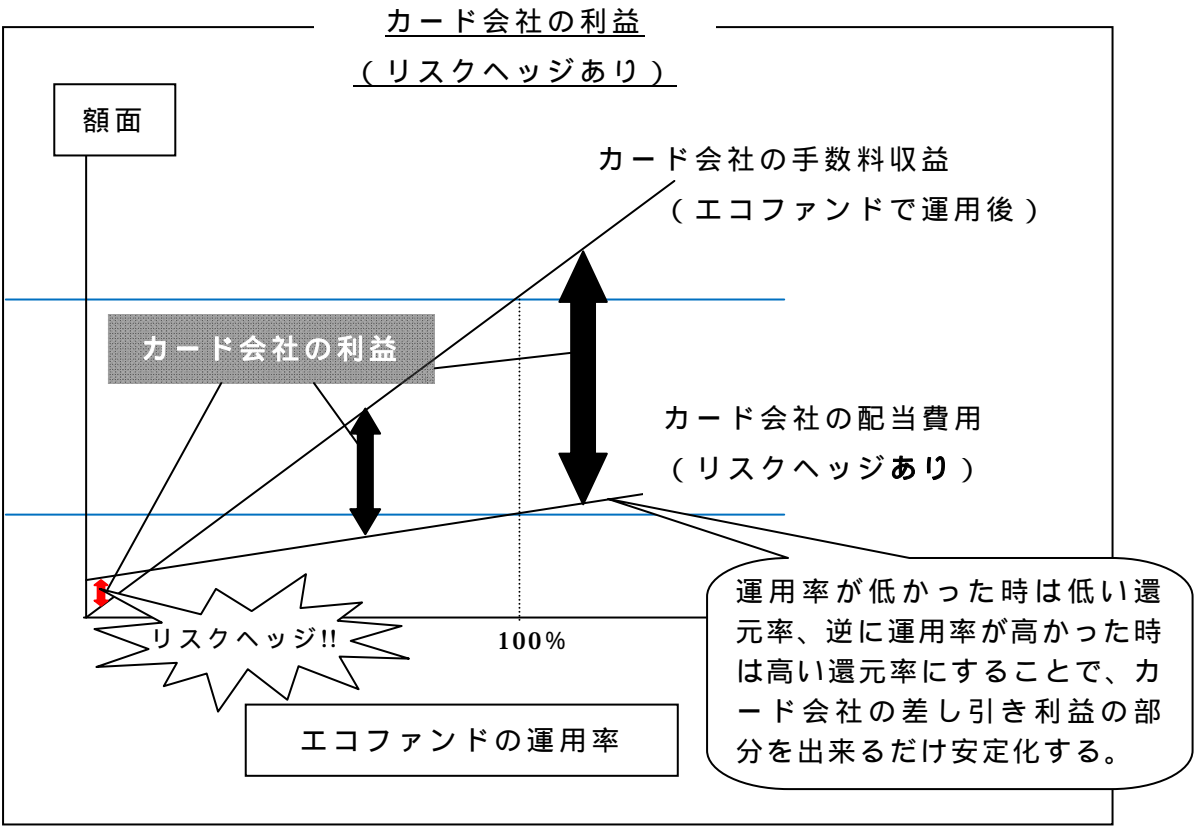 カード会社の利益
（リスクヘッジあり）
額面
カード会社の手数料収益
（エコファンドで運用後）
カード会社の利益
カード会社の配当費用
（リスクヘッジあり）
リスクヘッジ!!
100%
運用率が低かった時は低い還
元率、逆に運用率が高かった時
は高い還元率にすることで、カ
ード会社の差し引き利益の部
分を出来るだけ安定化する。
エコファンドの運用率